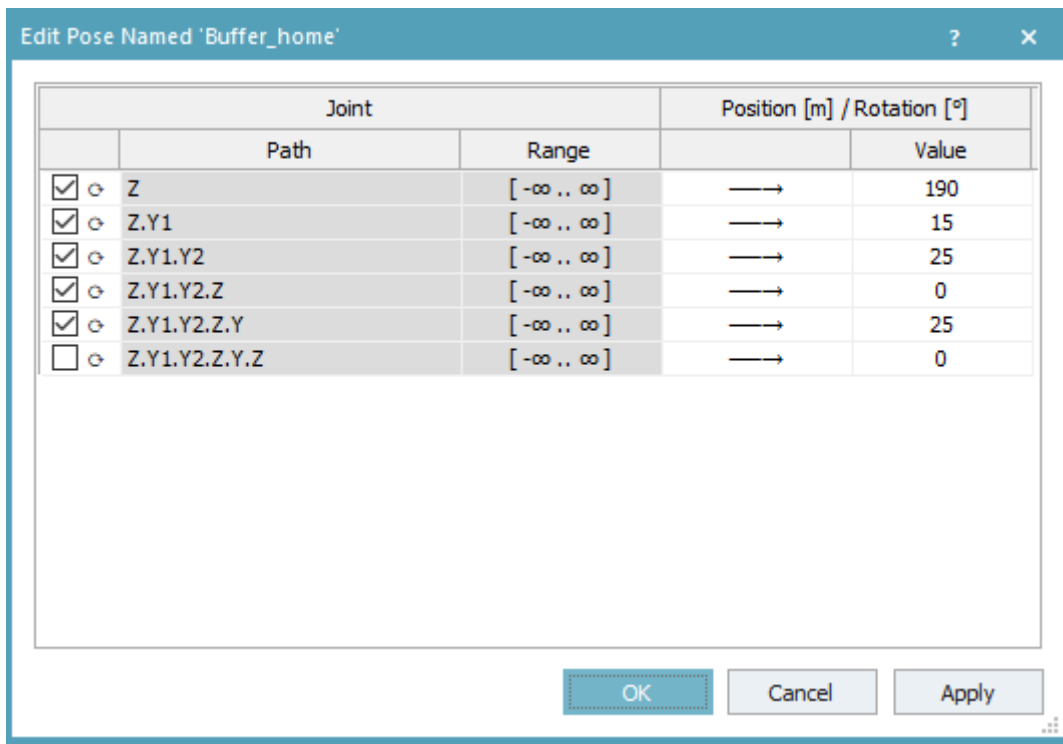 Edit Pose Named 'Buffer_home' ? ×
Joint Position [m] / Rotation [°]
Path Range Value
Z [ -∞ .. ∞ ] ⟶ 190
Z.Y1 [ -∞ .. ∞ ] ⟶ 15
Z.Y1.Y2 [ -∞ .. ∞ ] ⟶ 25
Z.Y1.Y2.Z [ -∞ .. ∞ ] ⟶ 0
Z.Y1.Y2.Z.Y [ -∞ .. ∞ ] ⟶ 25
Z.Y1.Y2.Z.Y.Z [ -∞ .. ∞ ] ⟶ 0
OK Cancel Apply